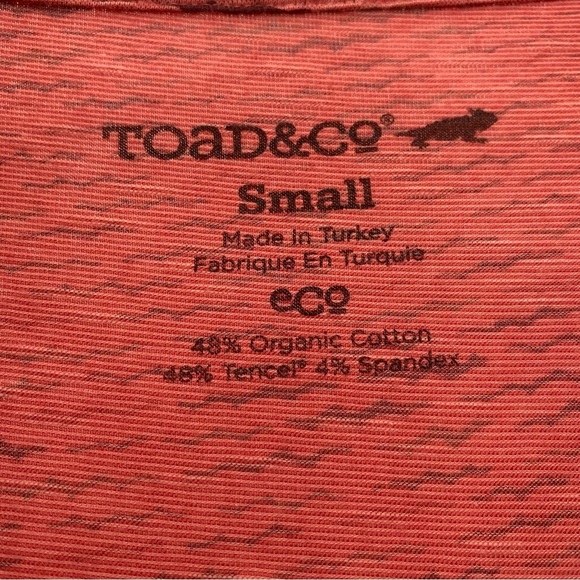 TOAD&CO®
Small
Made in Turkey
Fabrique En Turquie
eco
48% Organic Cotton
48% Tencel® 4% Spandex